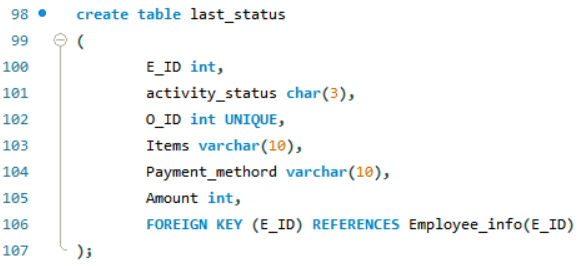 98 create table last_status
99 (
100 E_ID int,
101 activity_status char(3),
102 O_ID int UNIQUE,
103 Items varchar(10),
104 Payment_methord varchar(10),
105 Amount int,
106 FOREIGN KEY (E_ID) REFERENCES Employee_info(E_ID)
107 );